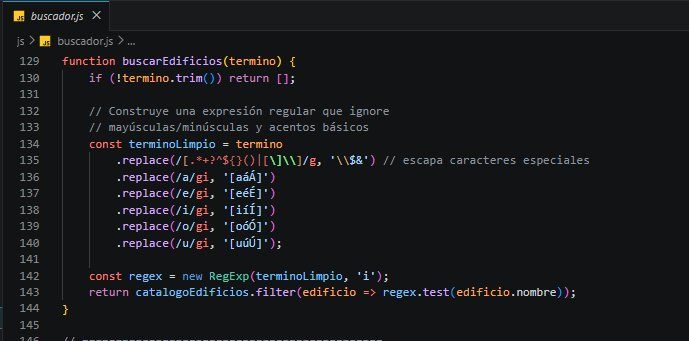 JS buscador.js ×
js > JS buscador.js > ...
129 function buscarEdificios(termino) {
130     if (!termino.trim()) return [];
131
132     // Construye una expresión regular que ignore
133     // mayúsculas/minúsculas y acentos básicos
134     const terminoLimpio = termino
135         .replace(/[.*+?^${}()|[\]\\]/g, '\\$&') // escapa caracteres especiales
136         .replace(/a/gi, '[aáÁ]')
137         .replace(/e/gi, '[eéÉ]')
138         .replace(/i/gi, '[iíÍ]')
139         .replace(/o/gi, '[oóÓ]')
140         .replace(/u/gi, '[uúÚ]');
141
142     const regex = new RegExp(terminoLimpio, 'i');
143     return catalogoEdificios.filter(edificio => regex.test(edificio.nombre));
144 }
145